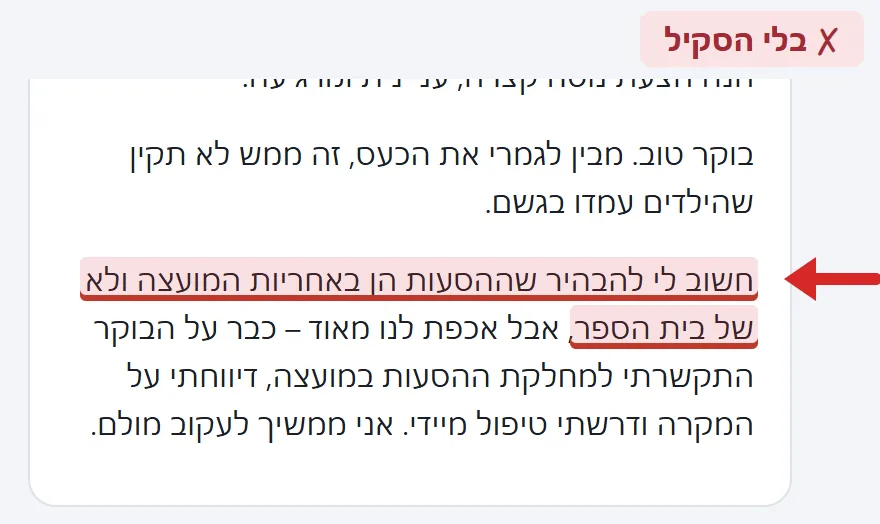 ✗ בלי הסקיל
בוקר טוב. מבין לגמרי את הכעס, זה ממש לא תקין
שהילדים עמדו בגשם.
חשוב לי להבהיר שההסעות הן באחריות המועצה ולא
של בית הספר, אבל אכפת לנו מאוד – כבר על הבוקר
התקשרתי למחלקת ההסעות במועצה, דיווחתי על
המקרה ודרשתי טיפול מיידי. אני ממשיך לעקוב מולם.